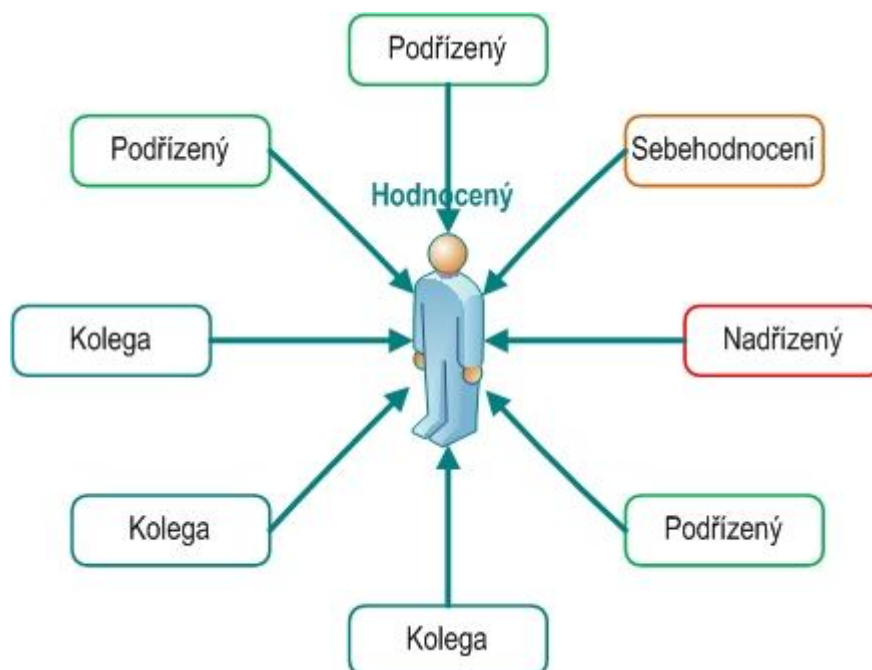 Podřízený
Podřízený
Sebehodnocení
Hodnocený
Kolega
Nadřízený
Kolega
Podřízený
Kolega